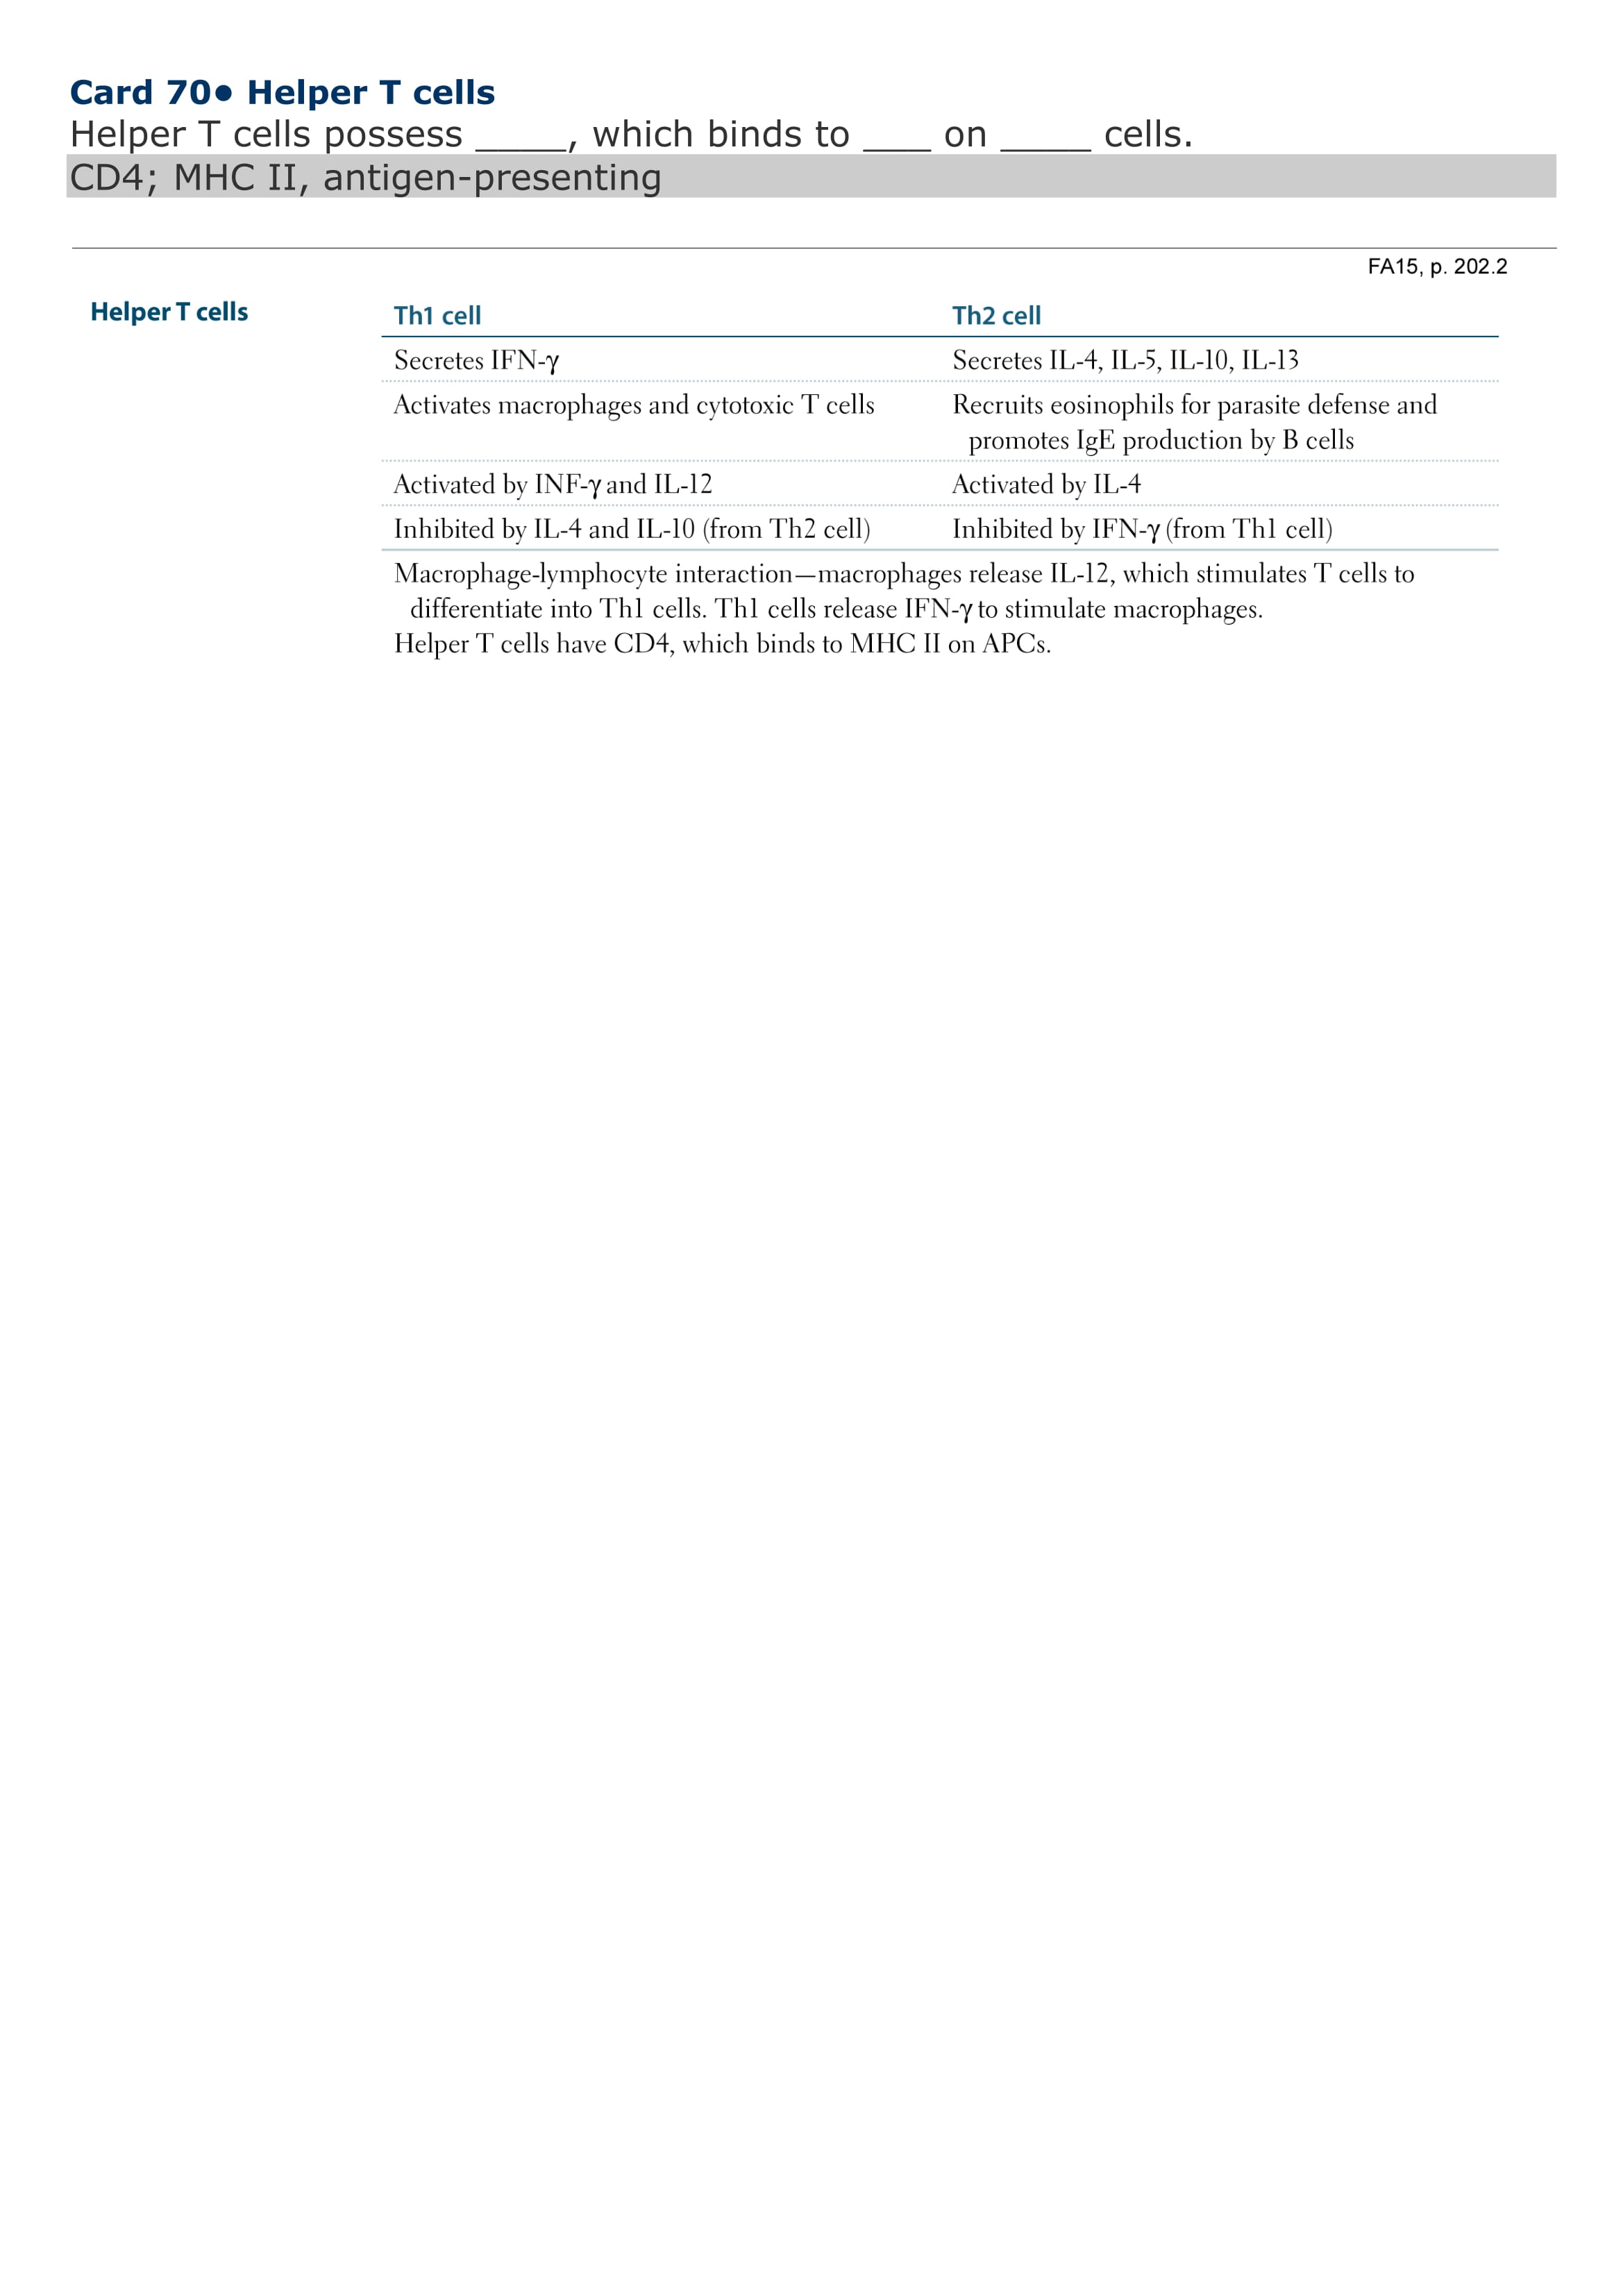 Card 70• Helper T cells
Helper T cells possess ____, which binds to ___ on ____ cells.
CD4; MHC II, antigen-presenting
FA15, p. 202.2
Helper T cells
Th1 cell Th2 cell
Secretes IFN-γ Secretes IL-4, IL-5, IL-10, IL-13
Activates macrophages and cytotoxic T cells Recruits eosinophils for parasite defense and
promotes IgE production by B cells
Activated by INF-γ and IL-12 Activated by IL-4
Inhibited by IL-4 and IL-10 (from Th2 cell) Inhibited by IFN-γ (from Th1 cell)
Macrophage-lymphocyte interaction—macrophages release IL-12, which stimulates T cells to
differentiate into Th1 cells. Th1 cells release IFN-γ to stimulate macrophages.
Helper T cells have CD4, which binds to MHC II on APCs.